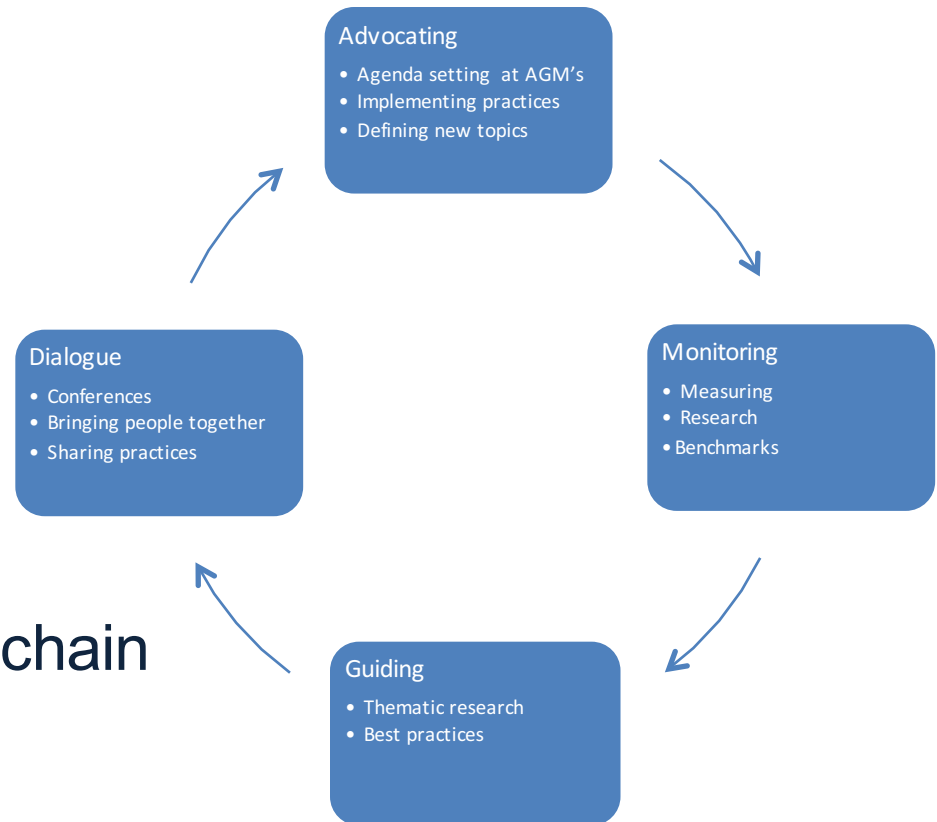 Advocating
• Agenda setting at AGM's
• Implementing practices
• Defining new topics
Dialogue
• Conferences
• Bringing people together
• Sharing practices
Monitoring
• Measuring
• Research
• Benchmarks
chain
Guiding
• Thematic research
• Best practices